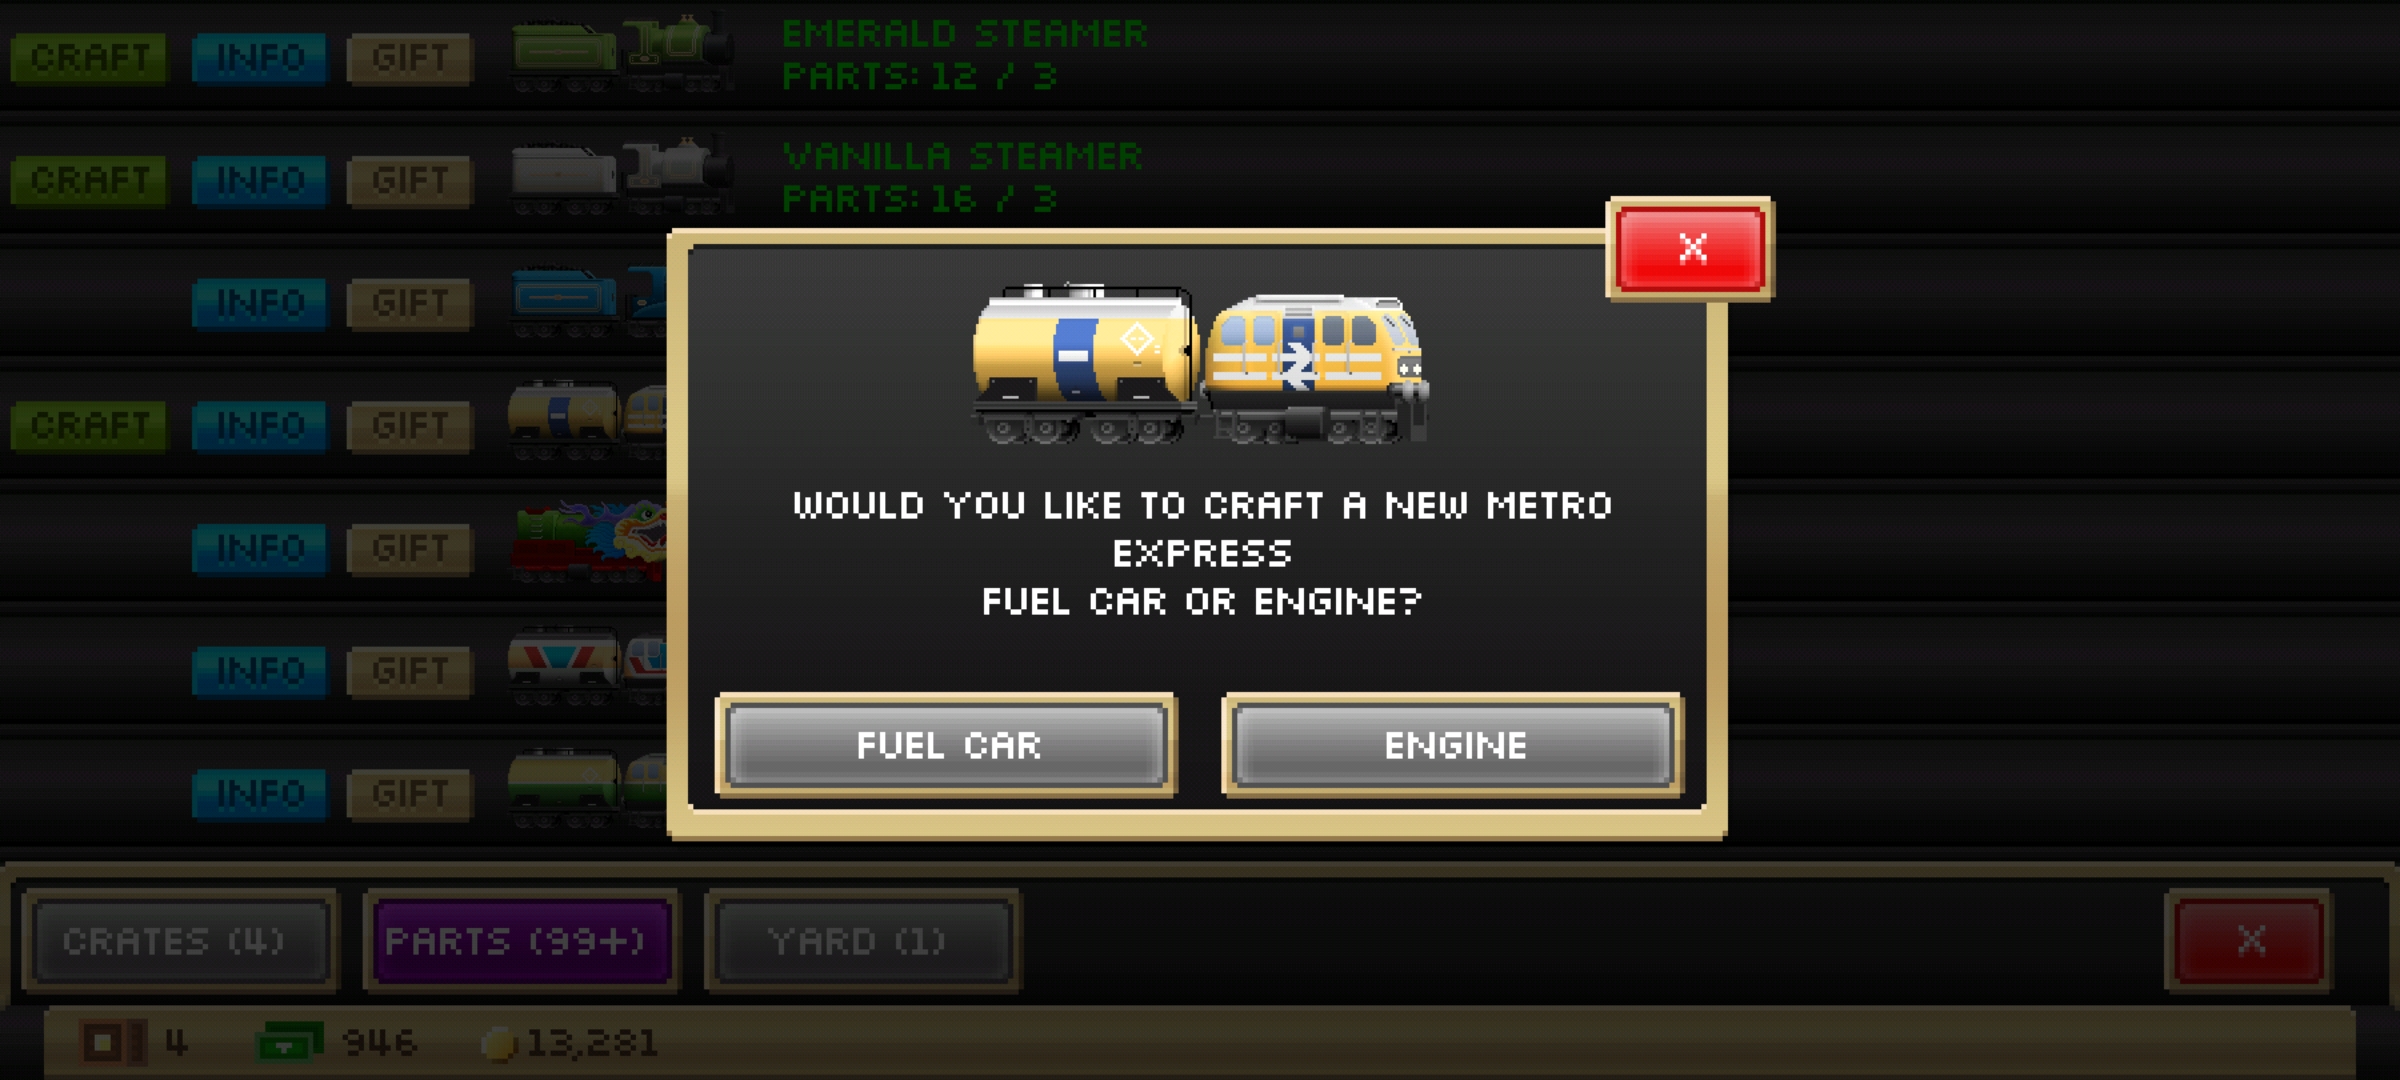 CRAFT INFO GIFT EMERALD STEAMER
PARTS: 12 / 3
CRAFT INFO GIFT VANILLA STEAMER
PARTS: 16 / 3
X
INFO GIFT
CRAFT INFO GIFT
INFO GIFT
INFO GIFT
INFO GIFT
WOULD YOU LIKE TO CRAFT A NEW METRO
EXPRESS
FUEL CAR OR ENGINE?
FUEL CAR ENGINE
CRATES (4) PARTS (99+) YARD (1) X
4 946 13,281